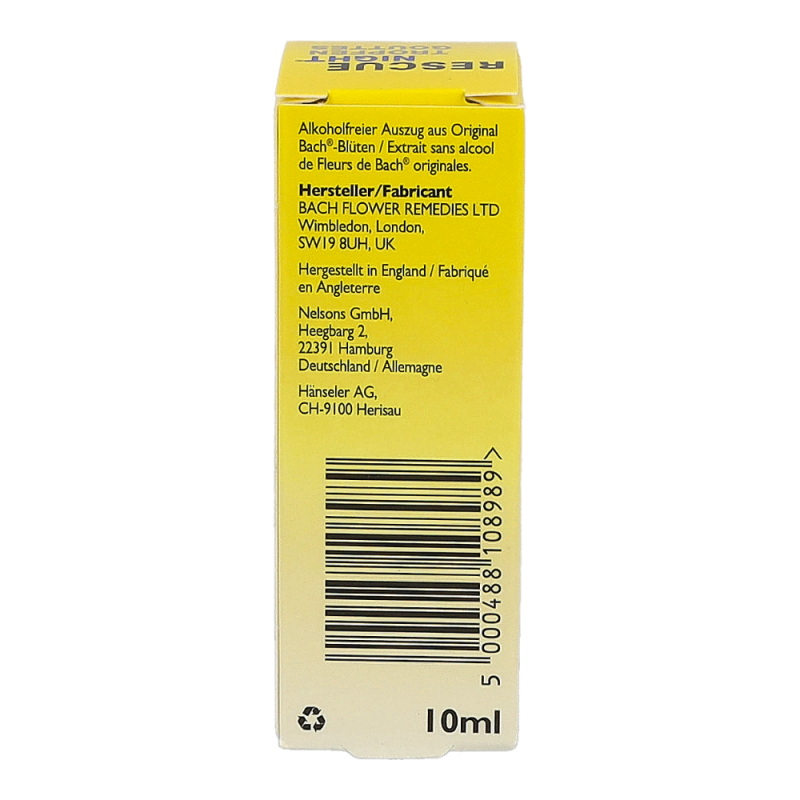 RESCUE
NIGHT
TROPFEN
GOUTTES
Alkoholfreier Auszug aus Original
Bach®-Blüten / Extrait sans alcool
de Fleurs de Bach® originales.
Hersteller/Fabricant
BACH FLOWER REMEDIES LTD
Wimbledon, London,
SW19 8UH, UK
Hergestellt in England / Fabriqué
en Angleterre
Nelsons GmbH,
Heegbarg 2,
22391 Hamburg
Deutschland / Allemagne
Hänseler AG,
CH-9100 Herisau
5 000488 108989 >
10ml